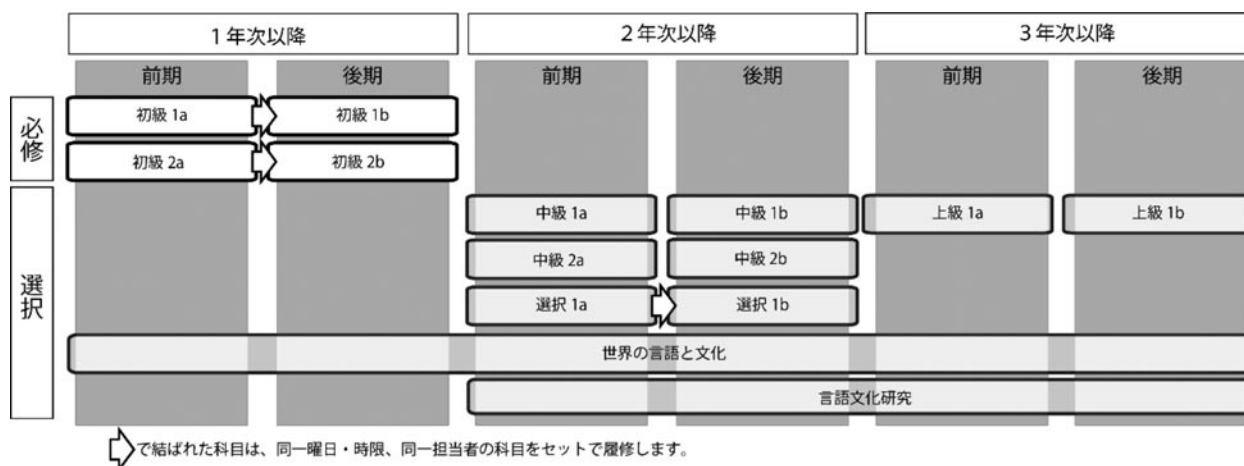 1年次以降
2年次以降
3年次以降
前期
後期
前期
後期
前期
後期
必修
初級 1a
初級 1b
初級 2a
初級 2b
選択
中級 1a
中級 1b
上級 1a
上級 1b
中級 2a
中級 2b
選択 1a
選択 1b
世界の言語と文化
言語文化研究
で結ばれた科目は、同一曜日・時限、同一担当者の科目をセットで履修します。